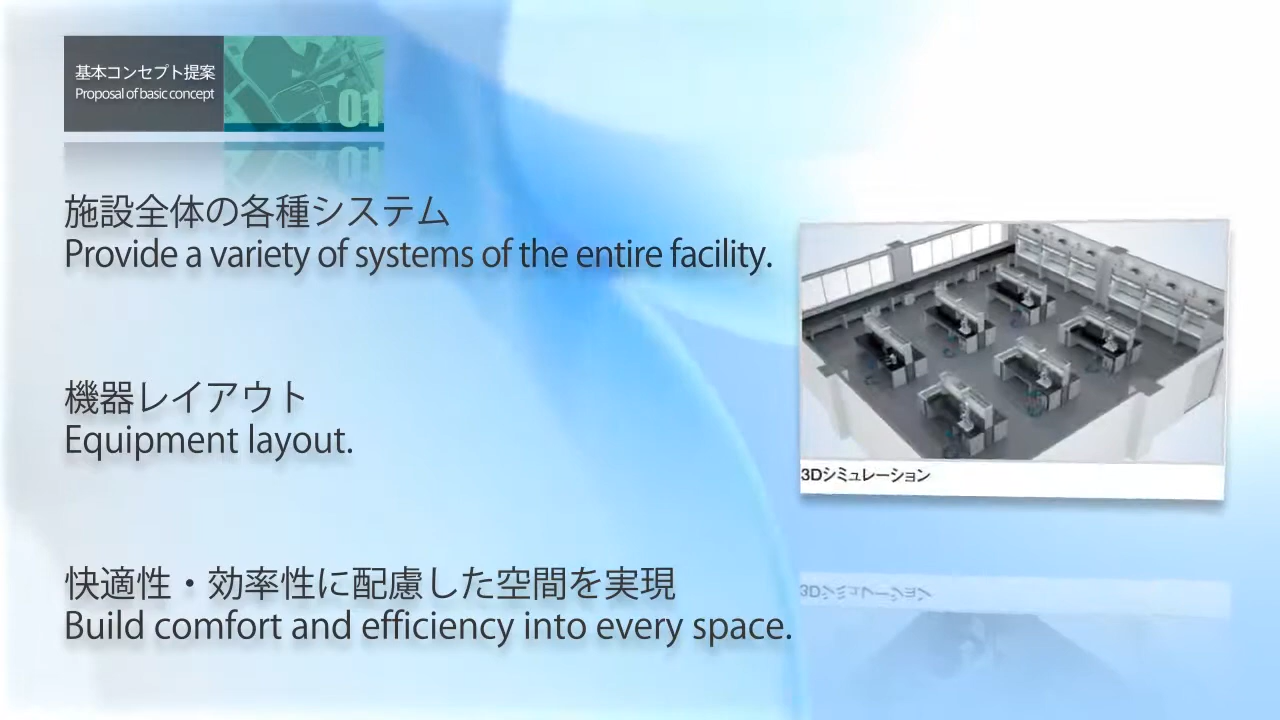 基本コンセプト提案
Proposal of basic concept
01
施設全体の各種システム
Provide a variety of systems of the entire facility.
機器レイアウト
Equipment layout.
3Dシミュレーション
快適性・効率性に配慮した空間を実現
Build comfort and efficiency into every space.